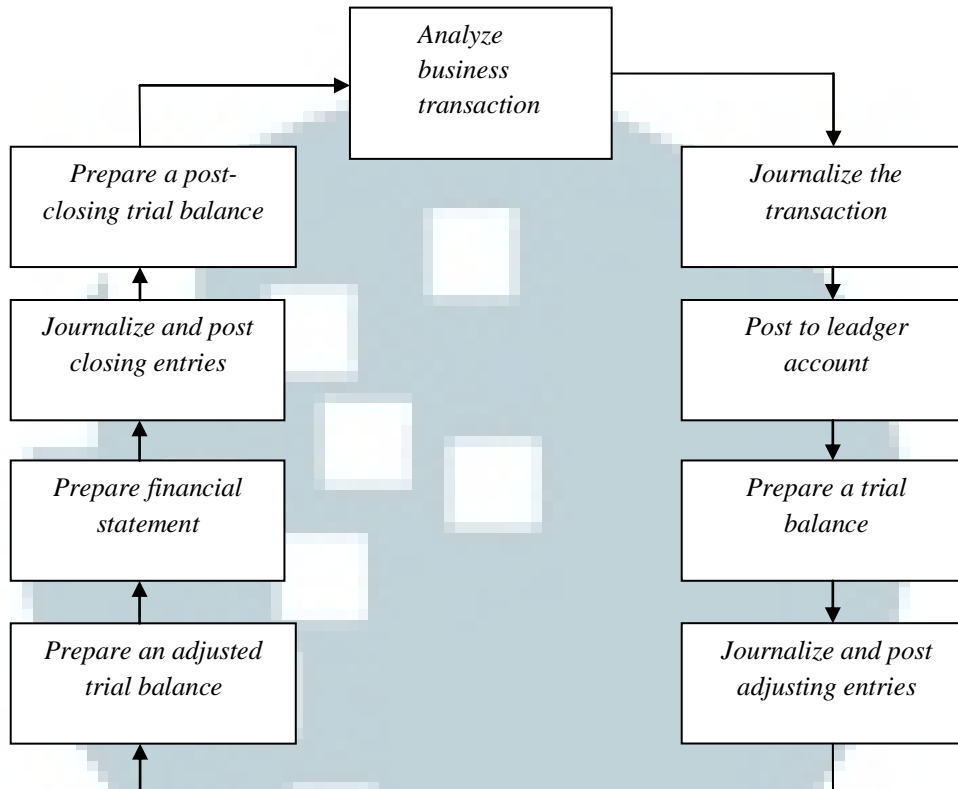 Analyze
business
transaction
Prepare a post-
closing trial balance
Journalize the
transaction
Journalize and post
closing entries
Post to leadger
account
Prepare financial
statement
Prepare a trial
balance
Prepare an adjusted
trial balance
Journalize and post
adjusting entries